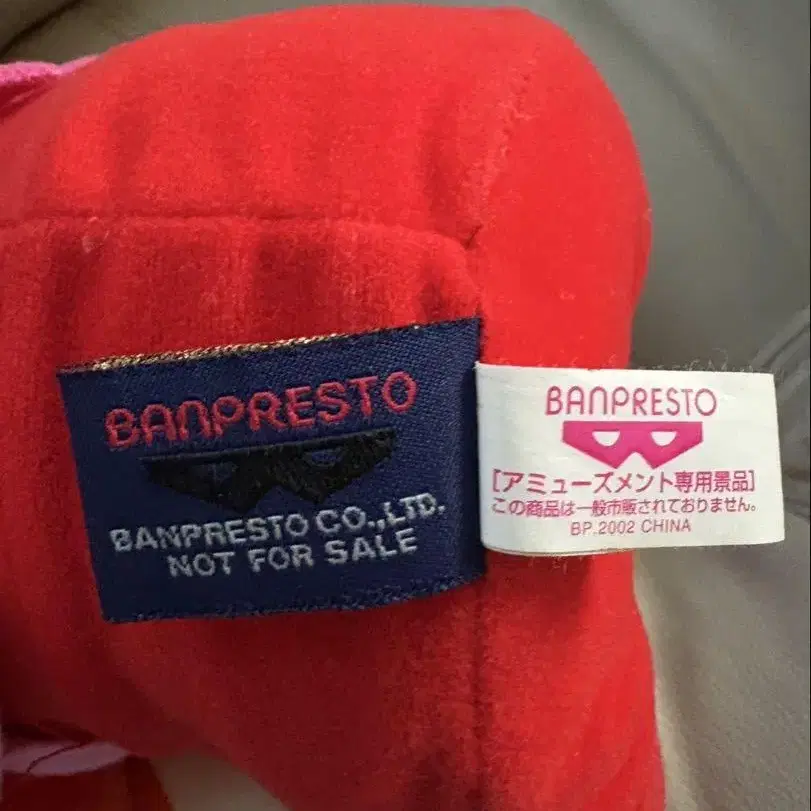 BANPRESTO
BANPRESTO CO.,LTD.
NOT FOR SALE
BANPRESTO
[アミューズメント専用景品]
この商品は一般市販されておりません。
BP.2002 CHINA